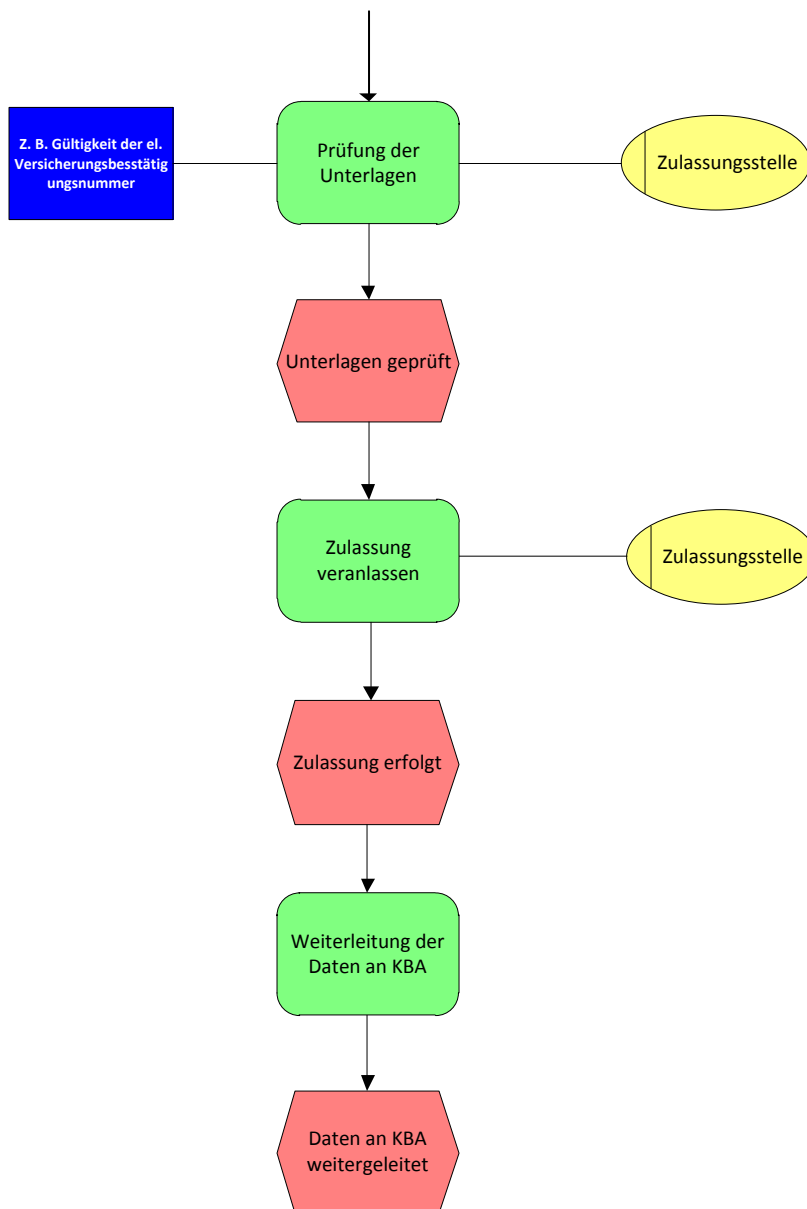 Z. B. Gültigkeit der el.
Versicherungsbesstätig
ungsnummer
Prüfung der
Unterlagen
Zulassungsstelle
Unterlagen geprüft
Zulassung
veranlassen
Zulassungsstelle
Zulassung erfolgt
Weiterleitung der
Daten an KBA
Daten an KBA
weitergeleitet